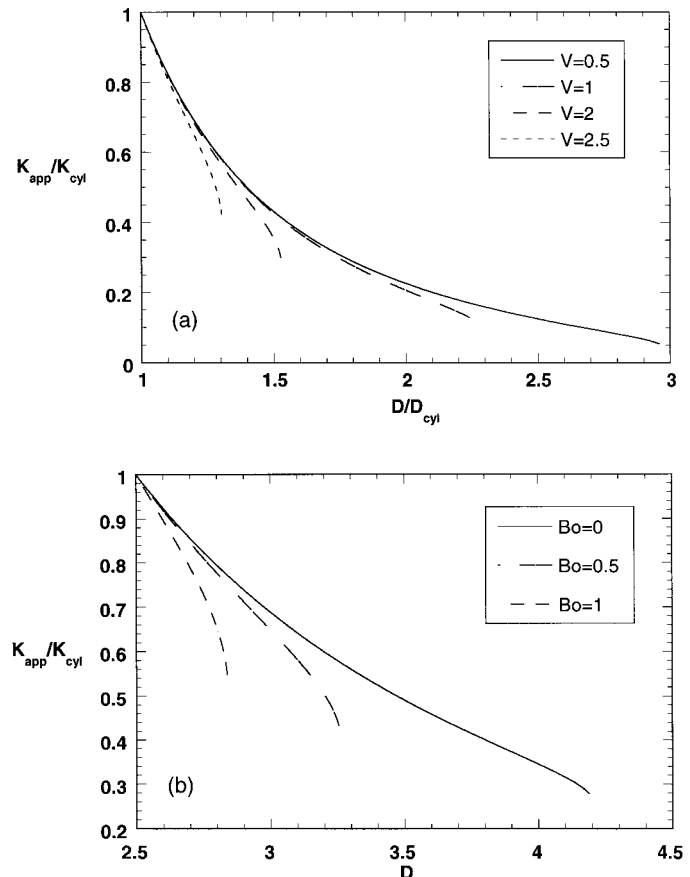 1
0.8
0.6
0.4
0.2
0
K_app/K_cyl
V=0.5
V=1
V=2
V=2.5
(a)
1 1.5 2 2.5 3
D/D_cyl
1
0.9
0.8
0.7
0.6
0.5
0.4
0.3
0.2
K_app/K_cyl
Bo=0
Bo=0.5
Bo=1
(b)
2.5 3 3.5 4 4.5
D